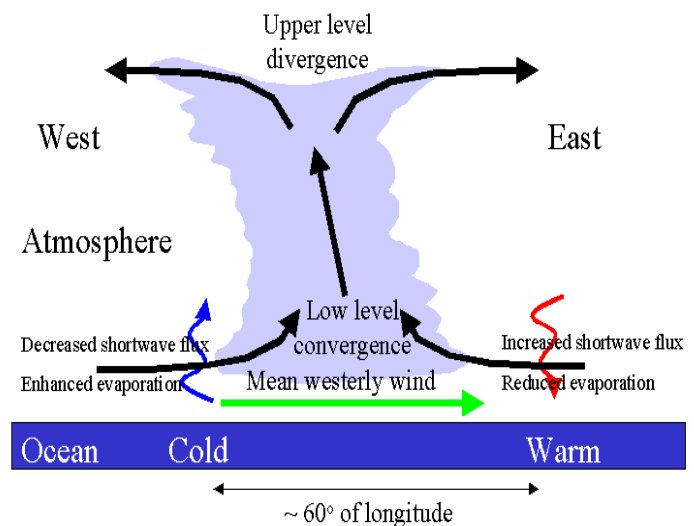 Upper level
divergence
West
East
Atmosphere
Low level
convergence
Decreased shortwave flux
Increased shortwave flux
Enhanced evaporation
Mean westerly wind
Reduced evaporation
Ocean
Cold
Warm
~ 60° of longitude